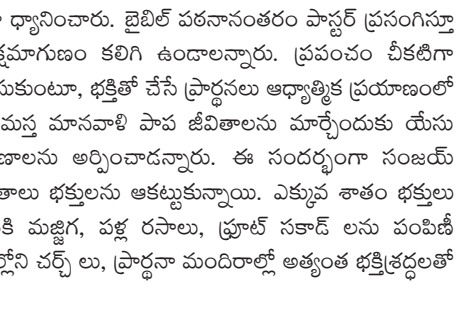 ధ్యానించారు. బైబిల్ పఠనానంతరం పాస్టర్ ప్రసంగిస్తూ
క్షమాగుణం కలిగి ఉండాలన్నారు. ప్రపంచం చీకటిగా
సుకుంటూ, భక్తితో చేసే ప్రార్థనలు ఆధ్యాత్మిక ప్రయాణంలో
మస్త మానవాళి పాప జీవితాలను మార్చేందుకు యేసు
ణాలను అర్పించాడన్నారు. ఈ సందర్భంగా సంజయ్
తాలు భక్తులను ఆకట్టుకున్నాయి. ఎక్కువ శాతం భక్తులు
కి మజ్జిగ, పళ్ల రసాలు, ఫ్రూట్ సకాడ్ లను పంపిణీ
ల్లోని చర్చ్ లు, ప్రార్థనా మందిరాల్లో అత్యంత భక్తిశ్రద్ధలతో